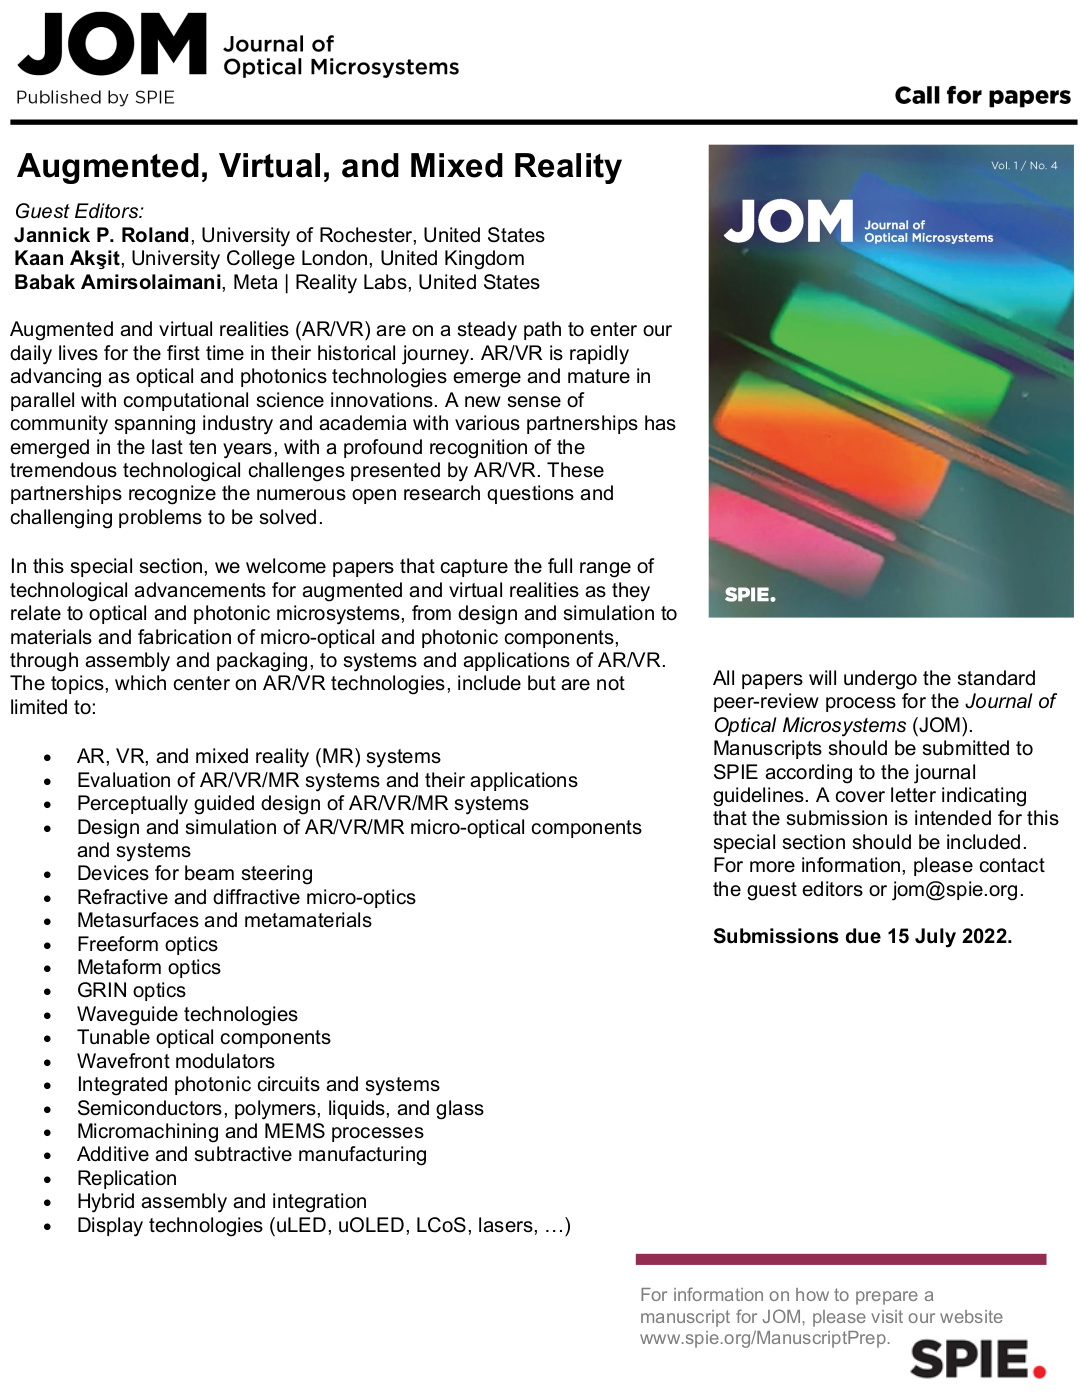 JOM Journal of
Optical Microsystems
Published by SPIE
Call for papers
Augmented, Virtual, and Mixed Reality
Guest Editors:
Jannick P. Roland, University of Rochester, United States
Kaan Akşit, University College London, United Kingdom
Babak Amirsolaimani, Meta | Reality Labs, United States
Augmented and virtual realities (AR/VR) are on a steady path to enter our
daily lives for the first time in their historical journey. AR/VR is rapidly
advancing as optical and photonics technologies emerge and mature in
parallel with computational science innovations. A new sense of
community spanning industry and academia with various partnerships has
emerged in the last ten years, with a profound recognition of the
tremendous technological challenges presented by AR/VR. These
partnerships recognize the numerous open research questions and
challenging problems to be solved.
In this special section, we welcome papers that capture the full range of
technological advancements for augmented and virtual realities as they
relate to optical and photonic microsystems, from design and simulation to
materials and fabrication of micro-optical and photonic components,
through assembly and packaging, to systems and applications of AR/VR.
The topics, which center on AR/VR technologies, include but are not
limited to:
• AR, VR, and mixed reality (MR) systems
• Evaluation of AR/VR/MR systems and their applications
• Perceptually guided design of AR/VR/MR systems
• Design and simulation of AR/VR/MR micro-optical components
and systems
• Devices for beam steering
• Refractive and diffractive micro-optics
• Metasurfaces and metamaterials
• Freeform optics
• Metaform optics
• GRIN optics
• Waveguide technologies
• Tunable optical components
• Wavefront modulators
• Integrated photonic circuits and systems
• Semiconductors, polymers, liquids, and glass
• Micromachining and MEMS processes
• Additive and subtractive manufacturing
• Replication
• Hybrid assembly and integration
• Display technologies (uLED, uOLED, LCoS, lasers, …)
Vol. 1 / No. 4
JOM Journal of
Optical Microsystems
SPIE.
All papers will undergo the standard
peer-review process for the Journal of
Optical Microsystems (JOM).
Manuscripts should be submitted to
SPIE according to the journal
guidelines. A cover letter indicating
that the submission is intended for this
special section should be included.
For more information, please contact
the guest editors or jom@spie.org.
Submissions due 15 July 2022.
For information on how to prepare a
manuscript for JOM, please visit our website
www.spie.org/ManuscriptPrep.
SPIE.